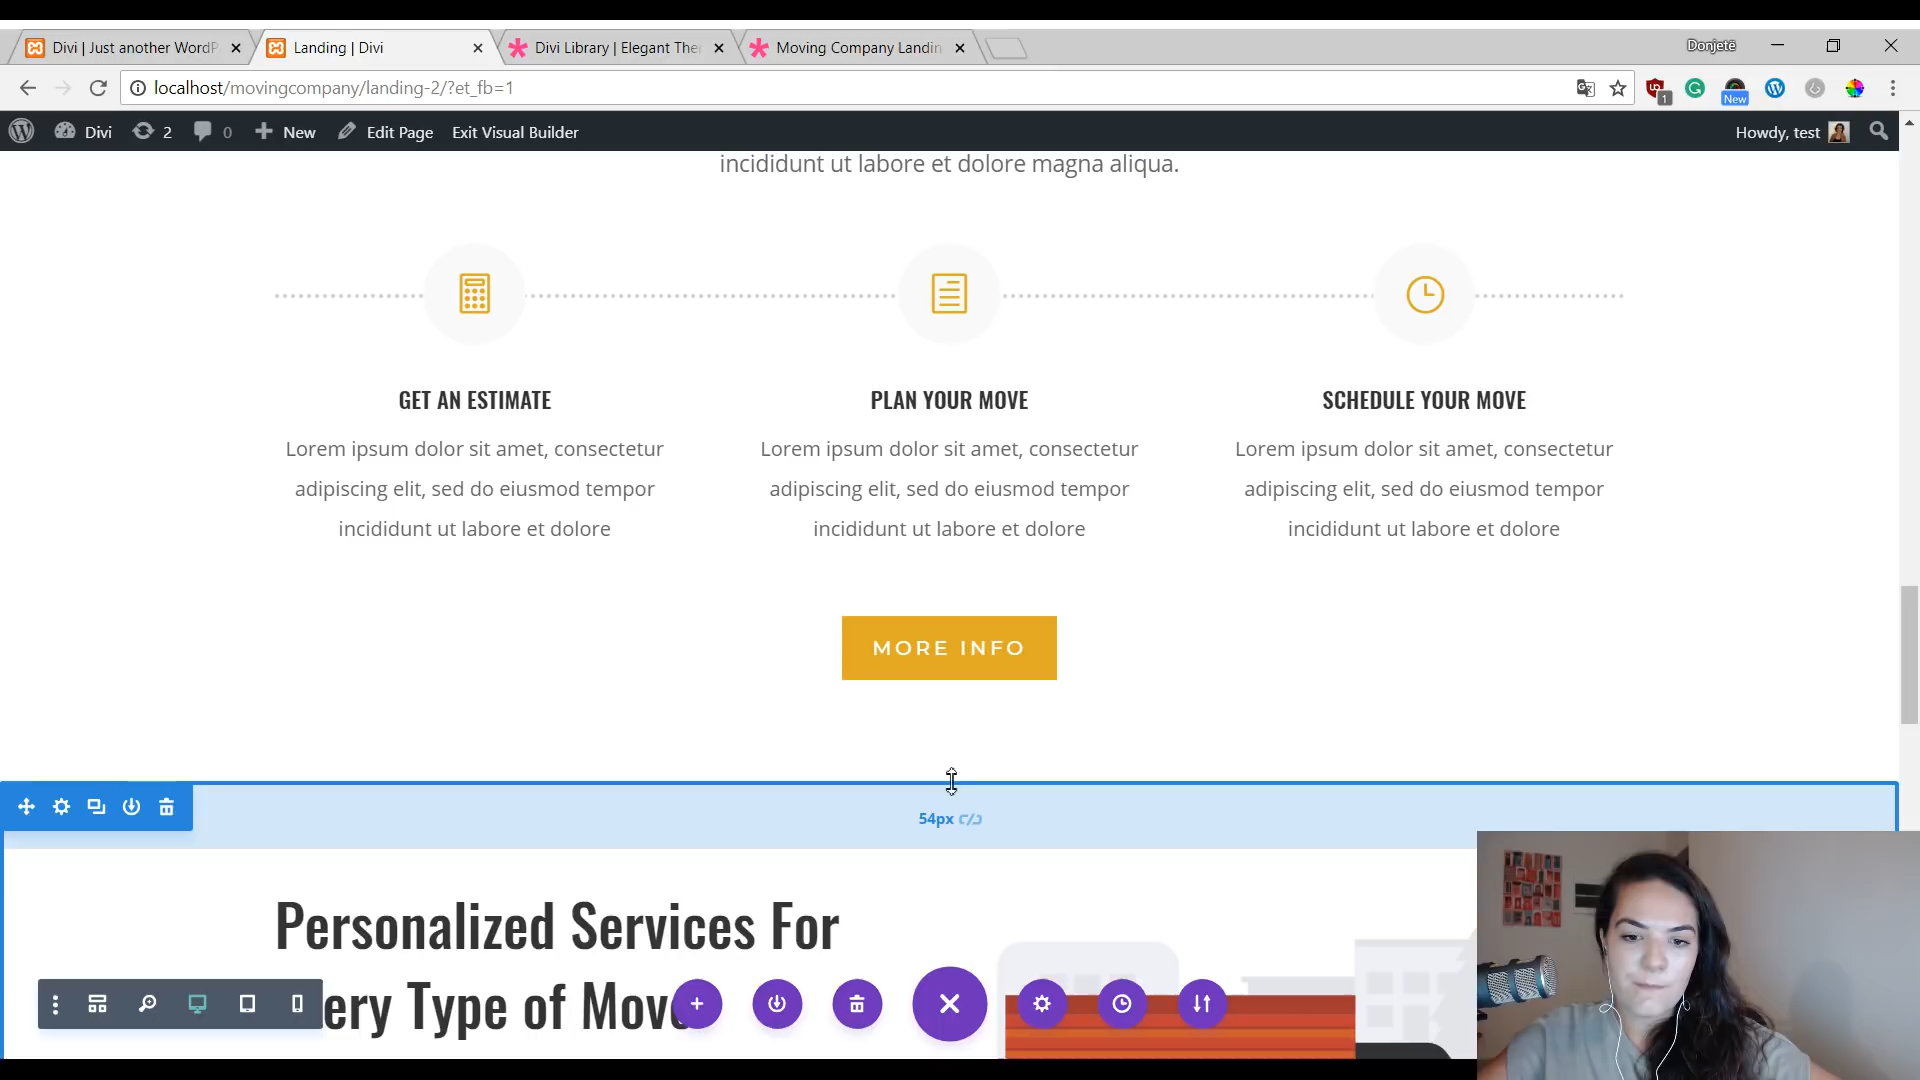 Divi | Just another WordP
Landing | Divi
Divi Library | Elegant The
Moving Company Landin
Donjetë
localhost/movingcompany/landing-2/?et_fb=1
1
New
Divi
2
0
New
Edit Page
Exit Visual Builder
Howdy, test
incididunt ut labore et dolore magna aliqua.
GET AN ESTIMATE
Lorem ipsum dolor sit amet, consectetur
adipiscing elit, sed do eiusmod tempor
incididunt ut labore et dolore
PLAN YOUR MOVE
Lorem ipsum dolor sit amet, consectetur
adipiscing elit, sed do eiusmod tempor
incididunt ut labore et dolore
SCHEDULE YOUR MOVE
Lorem ipsum dolor sit amet, consectetur
adipiscing elit, sed do eiusmod tempor
incididunt ut labore et dolore
MORE INFO
54px
Personalized Services For
ery Type of Move